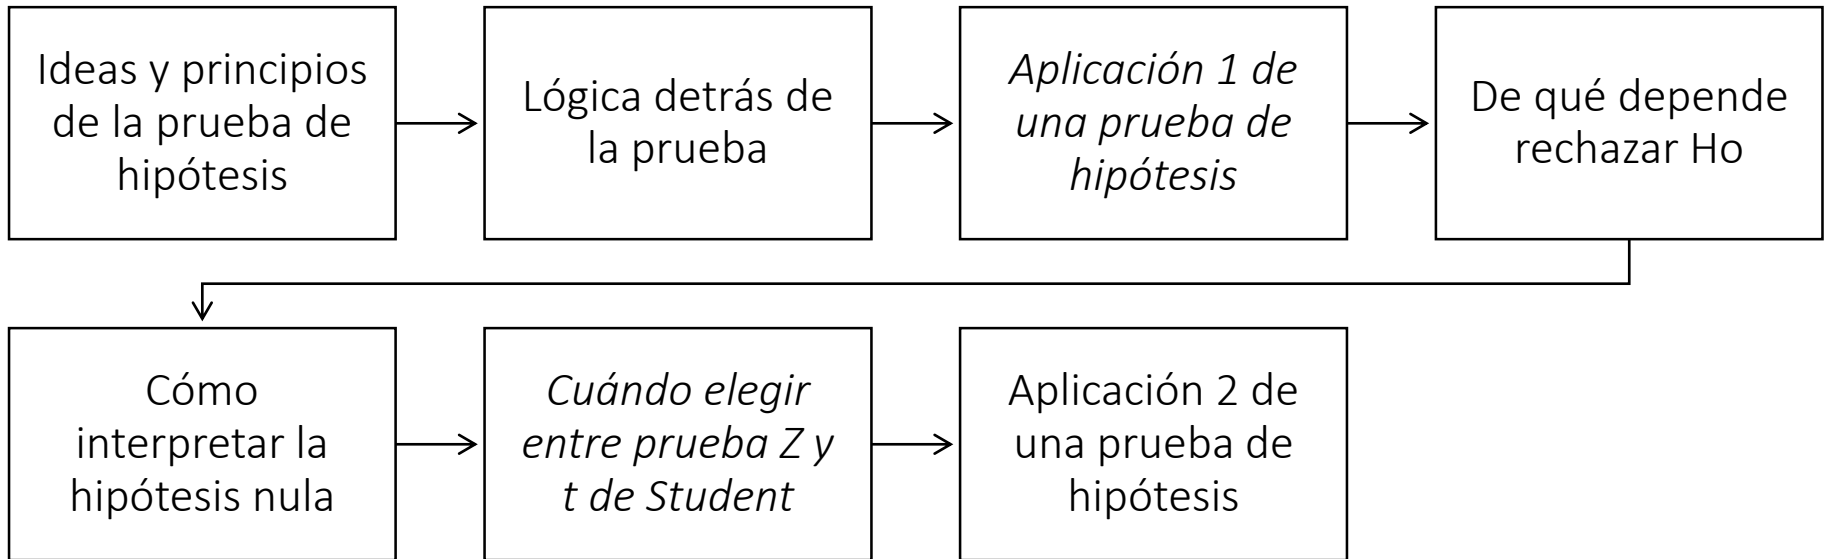 Ideas y principios
de la prueba de
hipótesis
Lógica detrás de
la prueba
Aplicación 1 de
una prueba de
hipótesis
De qué depende
rechazar Ho
Cómo
interpretar la
hipótesis nula
Cuándo elegir
entre prueba Z y
t de Student
Aplicación 2 de
una prueba de
hipótesis